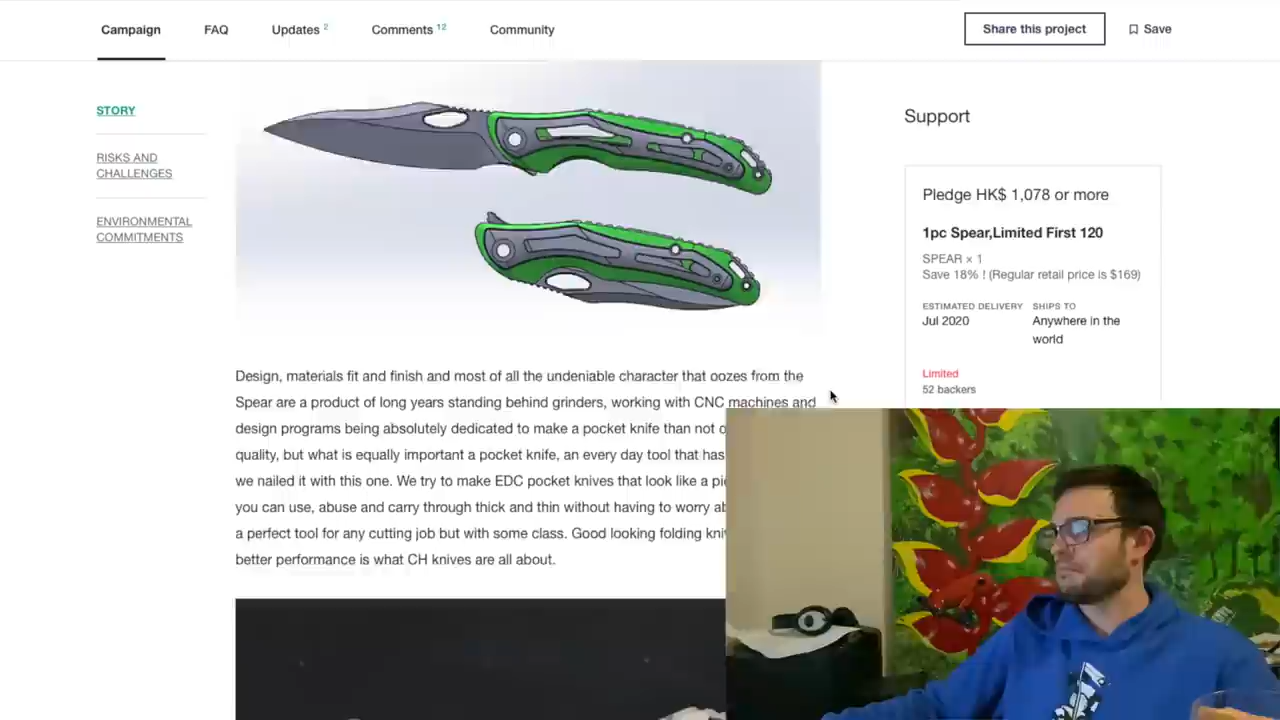 Campaign
FAQ
Updates 2
Comments 12
Community
Share this project
Save
STORY
RISKS AND
CHALLENGES
ENVIRONMENTAL
COMMITMENTS
Design, materials fit and finish and most of all the undeniable character that oozes from the
Spear are a product of long years standing behind grinders, working with CNC machines and
design programs being absolutely dedicated to make a pocket knife than not o
quality, but what is equally important a pocket knife, an every day tool that has
we nailed it with this one. We try to make EDC pocket knives that look like a pie
you can use, abuse and carry through thick and thin without having to worry ab
a perfect tool for any cutting job but with some class. Good looking folding kni
better performance is what CH knives are all about.
Support
Pledge HK$ 1,078 or more
1pc Spear,Limited First 120
SPEAR × 1
Save 18% ! (Regular retail price is $169)
ESTIMATED DELIVERY
Jul 2020
SHIPS TO
Anywhere in the
world
Limited
52 backers